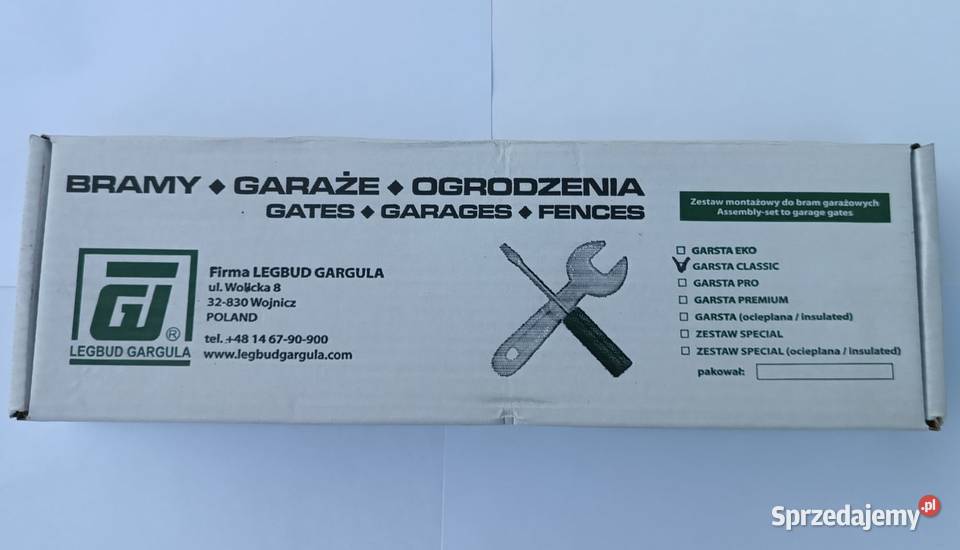 BRAMY ◆ GARAŻE ◆ OGRODZENIA
GATES ◆ GARAGES ◆ FENCES
Zestaw montażowy do bram garażowych
Assembly-set to garage gates
LEGBUD GARGULA
®
Firma LEGBUD GARGULA
ul. Wolicka 8
32-830 Wojnicz
POLAND
tel. +48 14 67-90-900
www.legbudgargula.com
GARSTA EKO
GARSTA CLASSIC
GARSTA PRO
GARSTA PREMIUM
GARSTA (ocieplana / insulated)
ZESTAW SPECIAL
ZESTAW SPECIAL (ocieplana / insulated)
pakował:
Sprzedajemy.pl